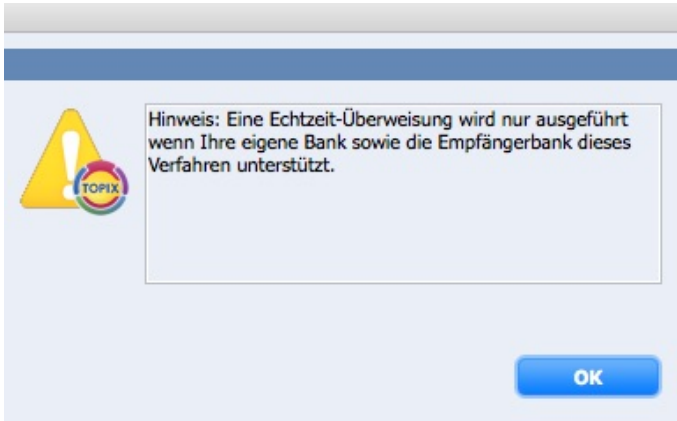 Hinweis: Eine Echtzeit-Überweisung wird nur ausgeführt
wenn Ihre eigene Bank sowie die Empfängerbank dieses
Verfahren unterstützt.
TOPIX
OK